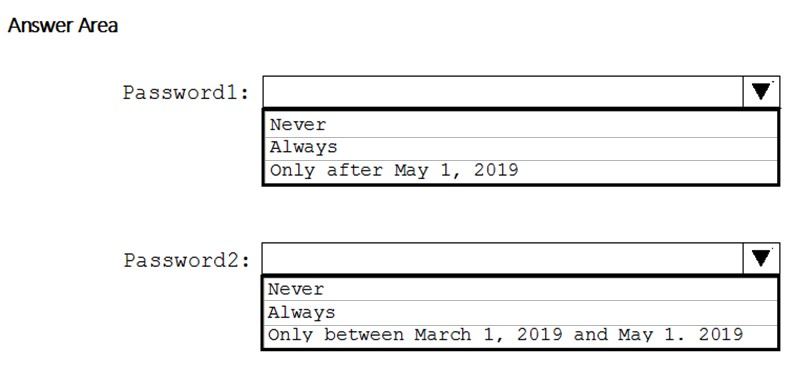 Answer Area
Password1:
Never
Always
Only after May 1, 2019
Password2:
Never
Always
Only between March 1, 2019 and May 1. 2019